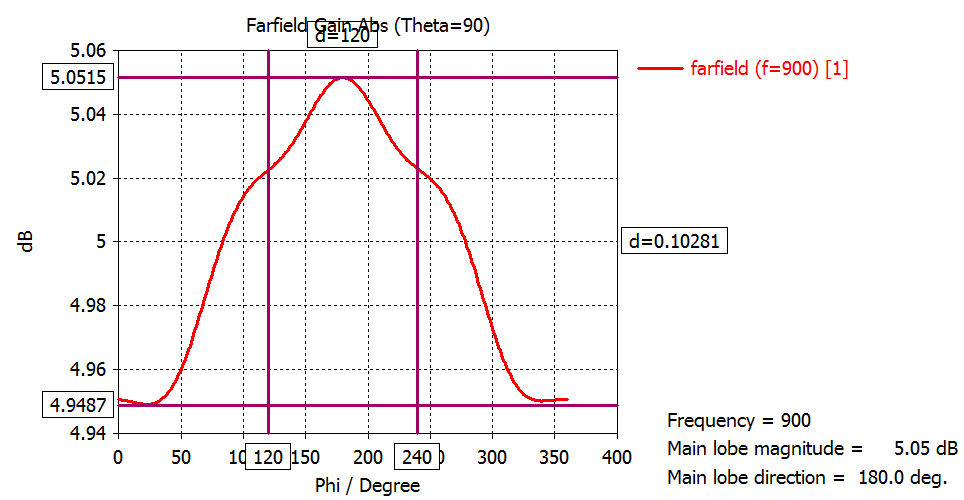 Farfield Gain Abs (Theta=90)
d=120
5.06
5.0515
5.04
5.02
5
4.98
4.96
4.9487
4.94
dB
farfield (f=900) [1]
d=0.10281
0 50 120 150 200 240 300 350 400
Phi / Degree
Frequency = 900
Main lobe magnitude = 5.05 dB
Main lobe direction = 180.0 deg.